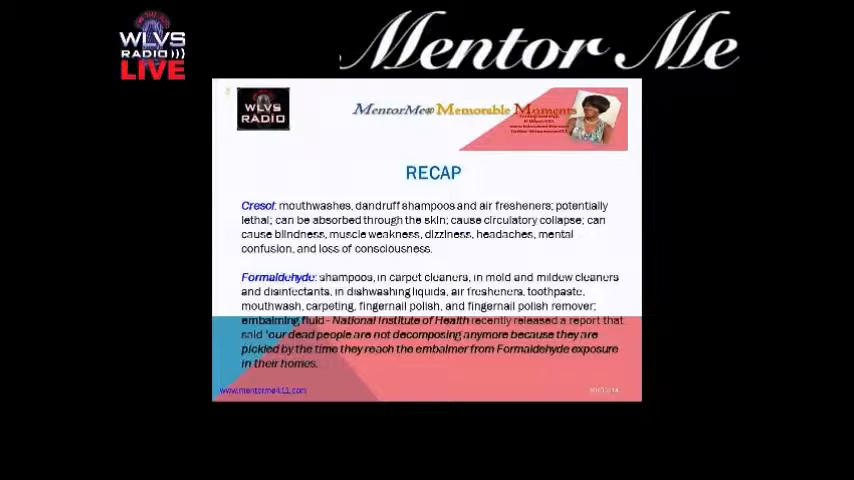 WLVS
RADIO
LIVE
Mentor Me
WLVS
RADIO
MentorMe Memorable Moments
RECAP
Cresol: mouthwashes, dandruff shampoos and air fresheners; potentially
lethal; can be absorbed through the skin; cause circulatory collapse; can
cause blindness, muscle weakness, dizziness, headaches, mental
confusion, and loss of consciousness.
Formaldehyde: shampoos, in carpet cleaners, in mold and mildew cleaners
and disinfectants, in dishwashing liquids, air fresheners, toothpaste,
mouthwash, carpeting, fingernail polish, and fingernail polish remover;
embalming fluid - National Institute of Health recently released a report that
said 'our dead people are not decomposing anymore because they are
pickled by the time they reach the embalmer from Formaldehyde exposure
in their homes.
www.mentorme411.com